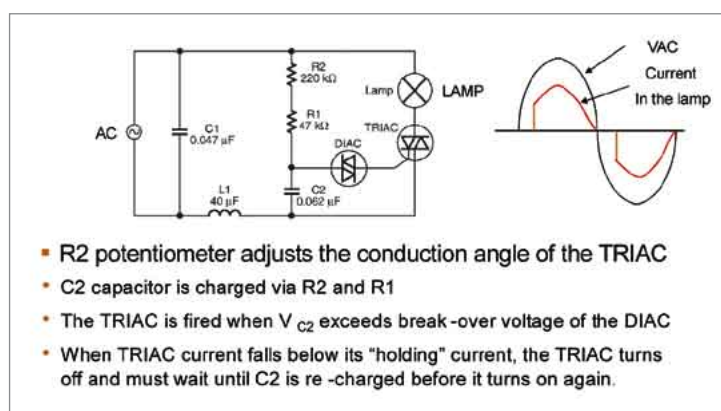 R2
220 kΩ
R1
47 kΩ
Lamp
LAMP
TRIAC
DIAC
AC
C1
0.047 µF
L1
40 µF
C2
0.062 µF
VAC
Current
In the lamp
▪ R2 potentiometer adjusts the conduction angle of the TRIAC
• C2 capacitor is charged via R2 and R1
• The TRIAC is fired when V C2 exceeds break -over voltage of the DIAC
• When TRIAC current falls below its “holding” current, the TRIAC turns
off and must wait until C2 is re -charged before it turns on again.